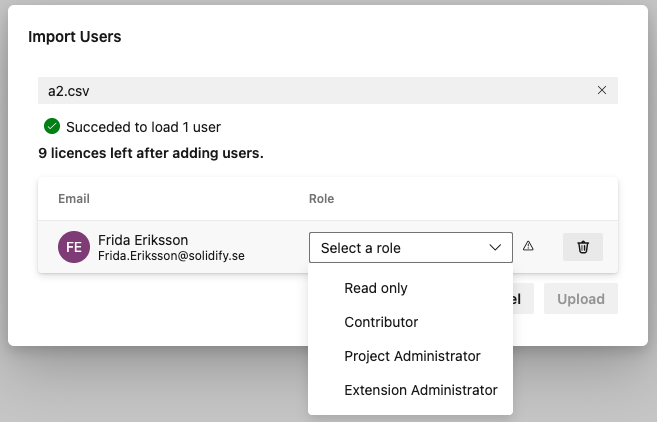 Import Users
a2.csv
Succeded to load 1 user
9 licences left after adding users.
Email Role
FE Frida Eriksson
Frida.Eriksson@solidify.se
Select a role
Read only
Contributor
Project Administrator
Extension Administrator
Upload